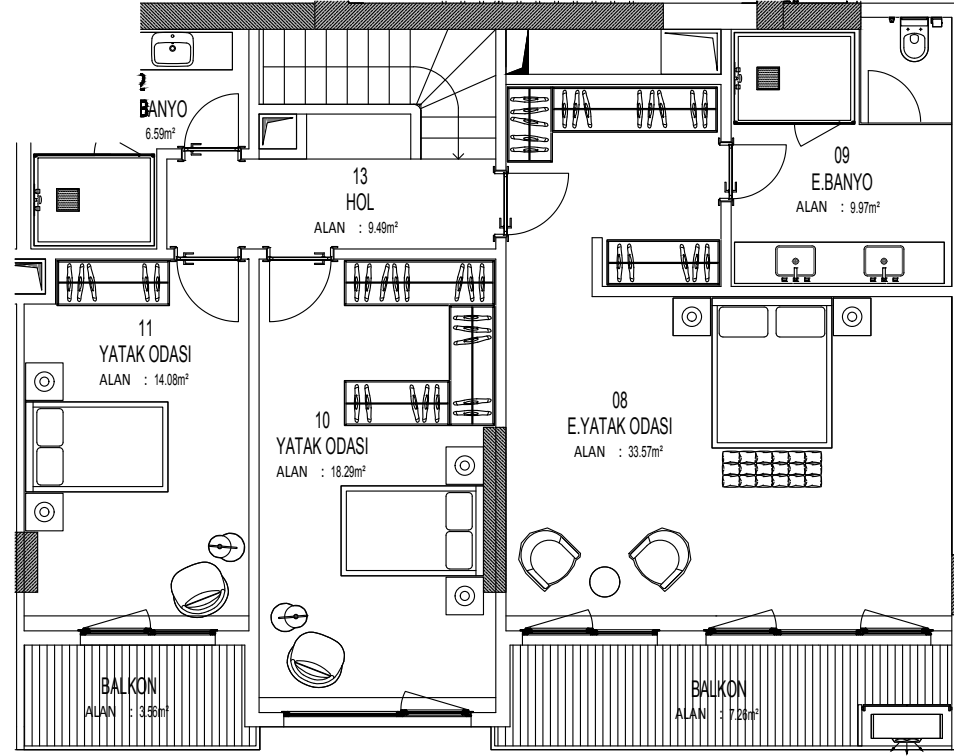 BANYO
6.59m²
13
HOL
ALAN : 9.49m²
09
E.BANYO
ALAN : 9.97m²
11
YATAK ODASI
ALAN : 14.08m²
10
YATAK ODASI
ALAN : 18.29m²
08
E.YATAK ODASI
ALAN : 33.57m²
BALKON
ALAN : 3.56m²
BALKON
ALAN : 7.26m²